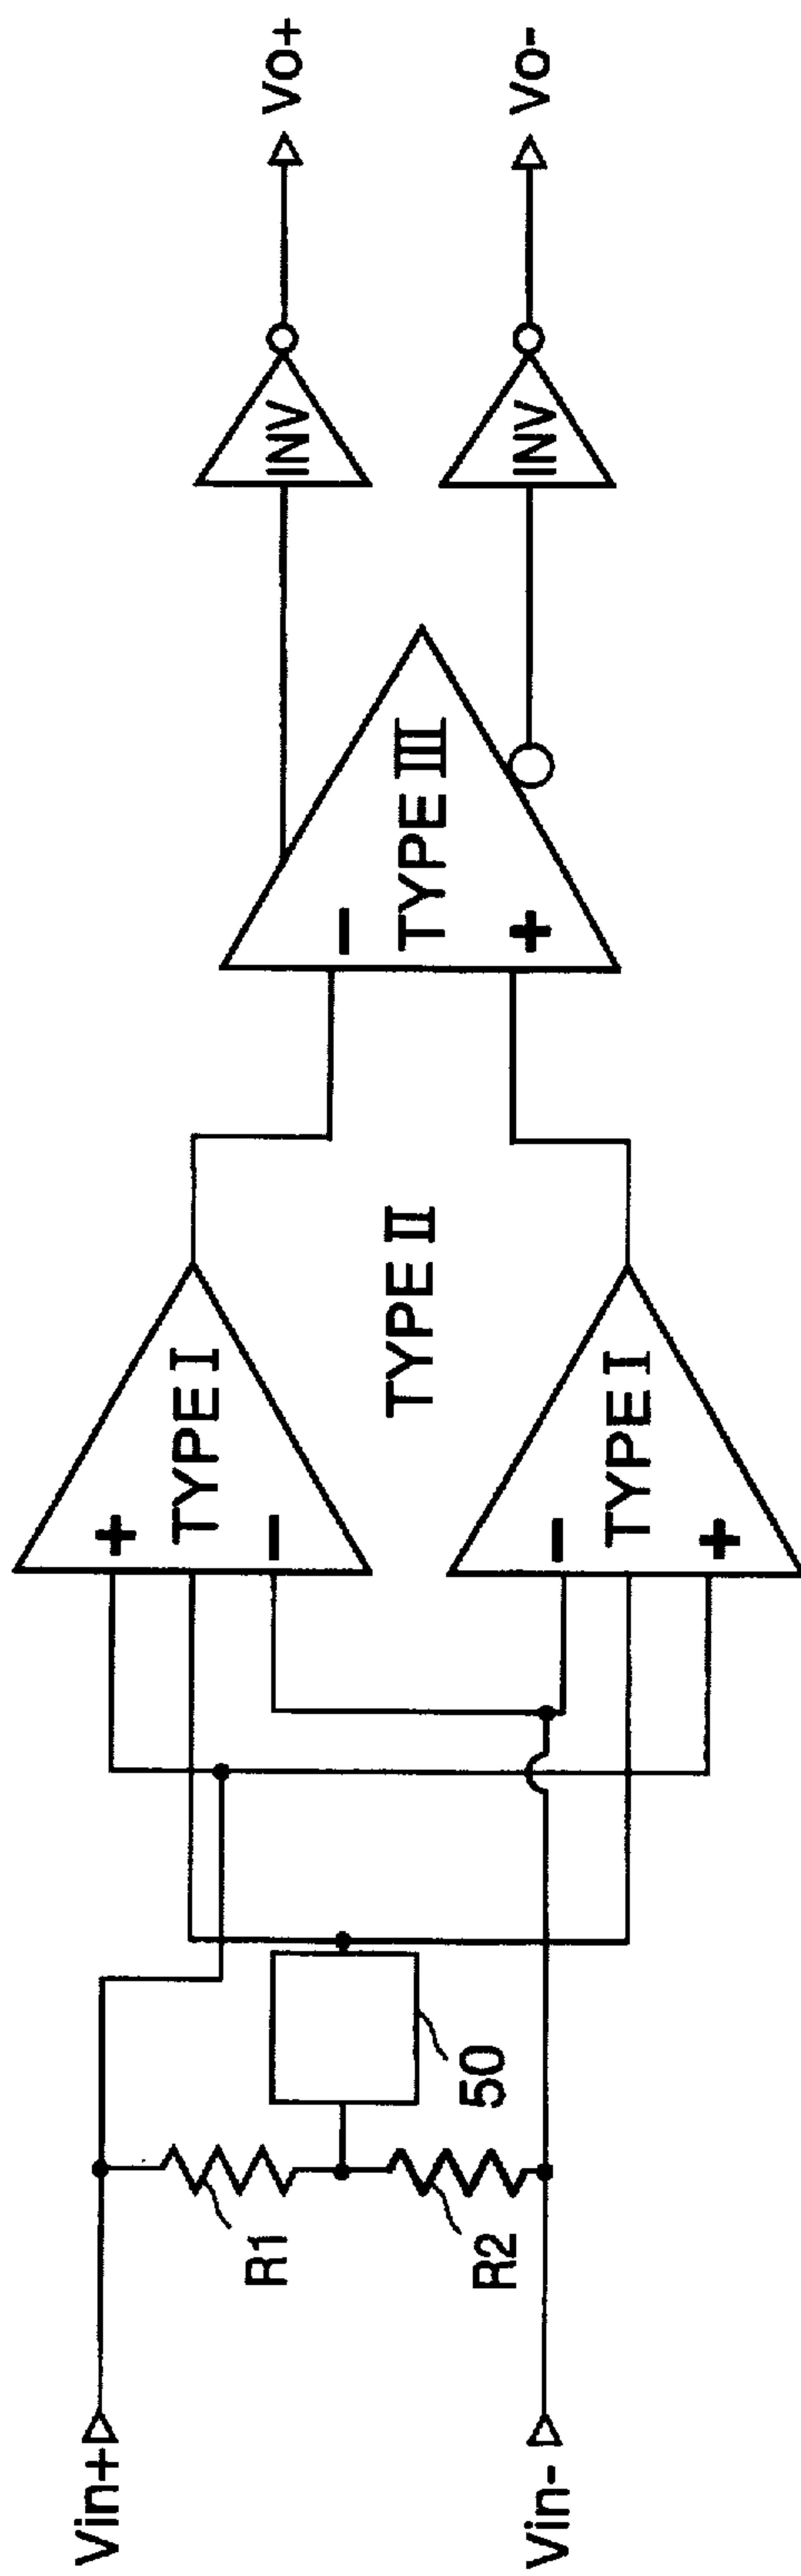 Vin+
Vin-
R1
R2
50
+
TYPE I
-
-
TYPE I
+
TYPE II
-
TYPE III
+
INV
INV
Vo+
Vo-